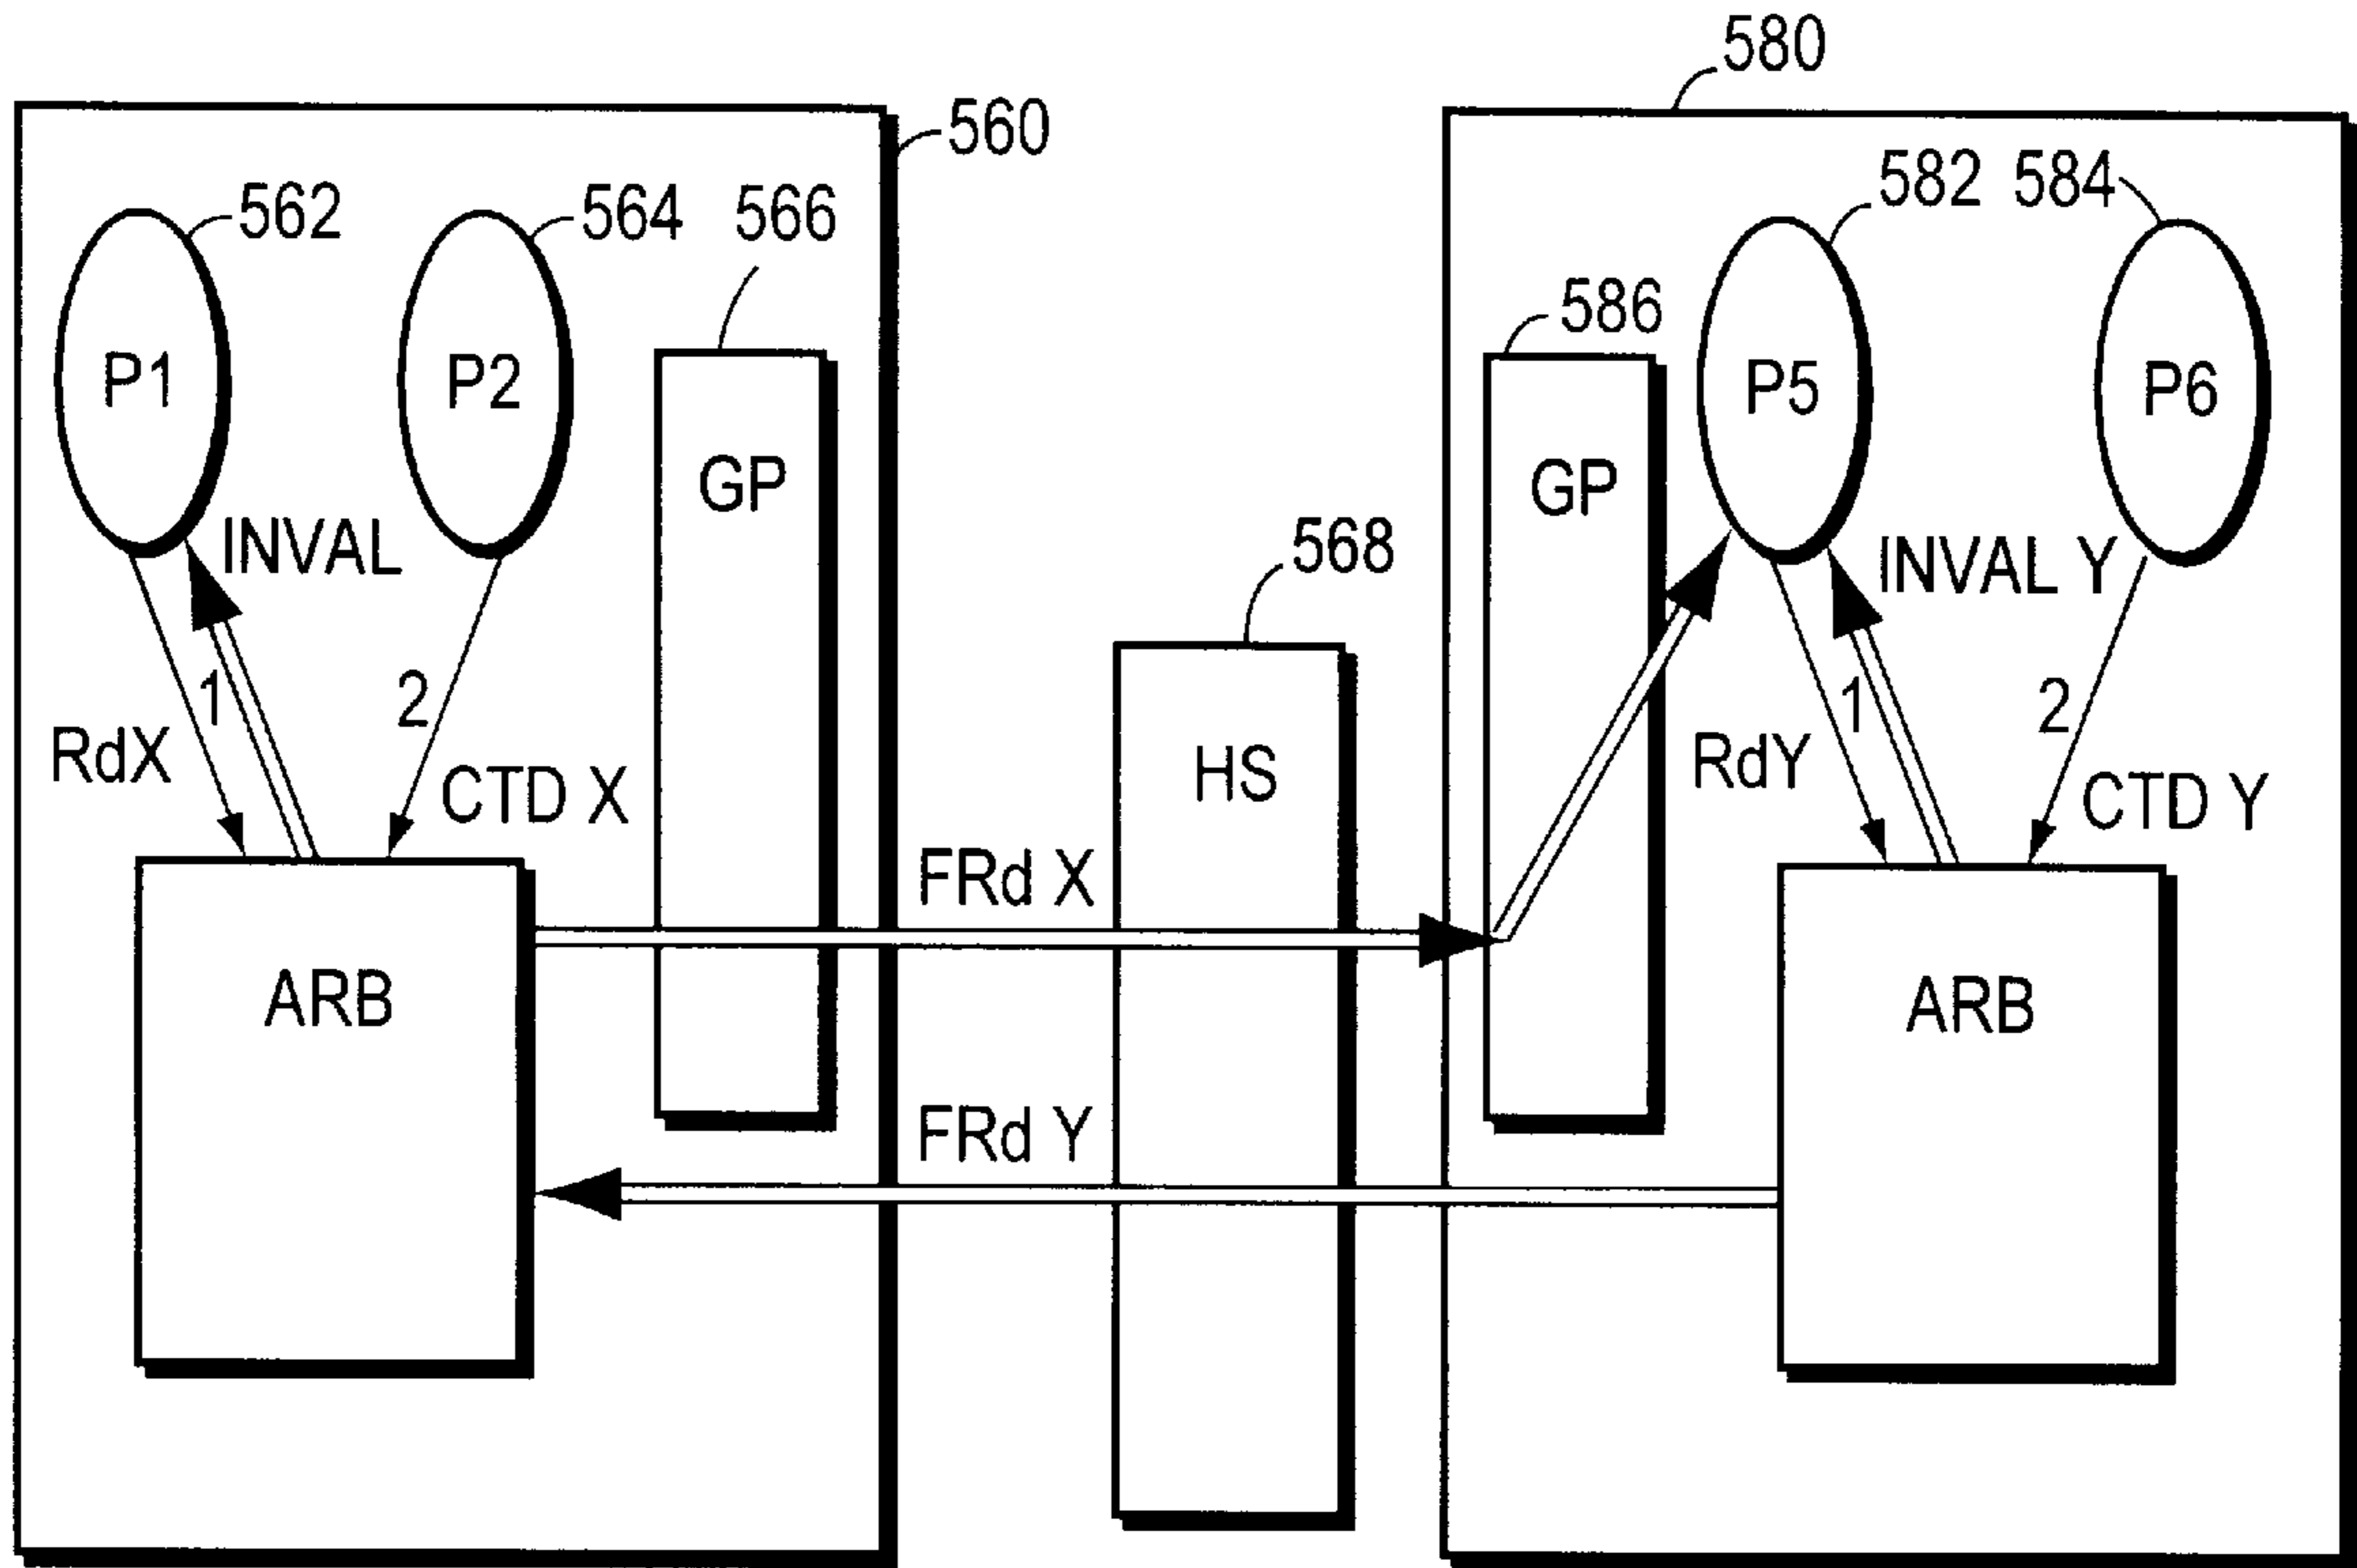 580
560
562
564
566
582
584
586
P1
P2
P5
P6
GP
GP
INVAL
568
INVAL Y
1
2
1
2
RdX
HS
RdY
CTD X
CTD Y
FRd X
ARB
ARB
FRd Y